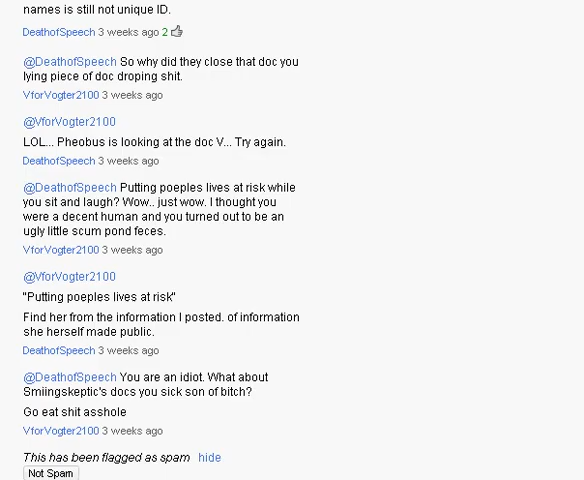 names is still not unique ID.
DeathofSpeech 3 weeks ago 2
@DeathofSpeech So why did they close that doc you
lying piece of doc droping shit.
VforVogter2100 3 weeks ago
@VforVogter2100
LOL... Pheobus is looking at the doc V... Try again.
DeathofSpeech 3 weeks ago
@DeathofSpeech Putting poeples lives at risk while
you sit and laugh? Wow.. just wow. I thought you
were a decent human and you turned out to be an
ugly little scum pond feces.
VforVogter2100 3 weeks ago
@VforVogter2100
"Putting poeples lives at risk"
Find her from the information I posted. of information
she herself made public.
DeathofSpeech 3 weeks ago
@DeathofSpeech You are an idiot. What about
Smiingskeptic's docs you sick son of bitch?
Go eat shit asshole
VforVogter2100 3 weeks ago
This has been flagged as spam hide
Not Spam